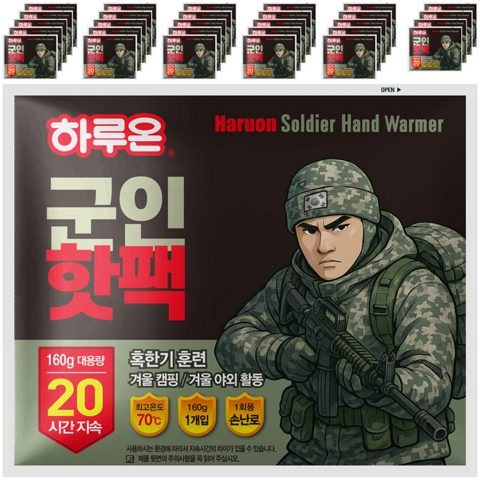 OPEN ▶
하루온®
Haruon Soldier Hand Warmer
군인
핫팩
160g 대용량
20
시간 지속
혹한기 훈련
겨울 캠핑 / 겨울 야외 활동
최고온도
70℃
160g
1개입
1회용
손난로
사용하시는 환경에 따라서 지속시간의 차이가 있을 수 있습니다.
제품 뒷면의 주의사항을 꼭 읽어 주십시오.